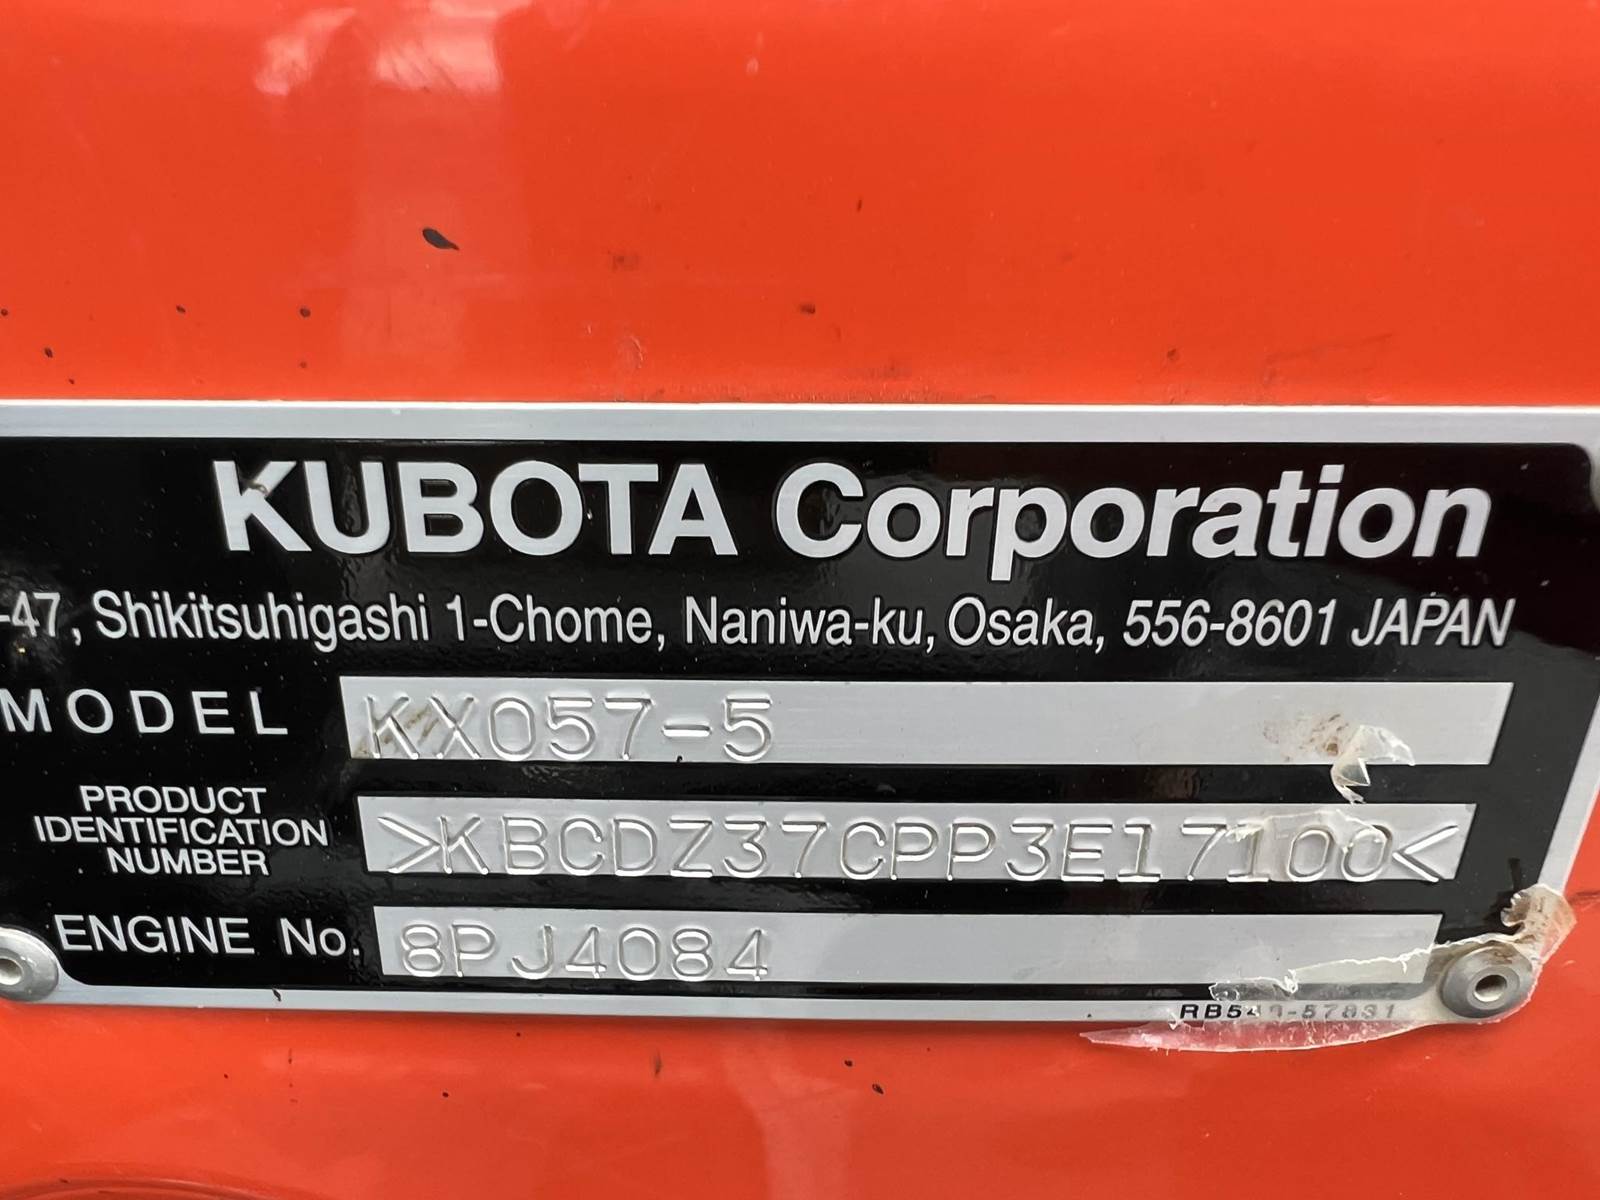 KUBOTA Corporation
-47, Shikitsuhigashi 1-Chome, Naniwa-ku, Osaka, 556-8601 JAPAN
MODEL KX057-5
PRODUCT
IDENTIFICATION
NUMBER
>KBCDZ37CPP3E17100<
ENGINE No. 8PJ4084